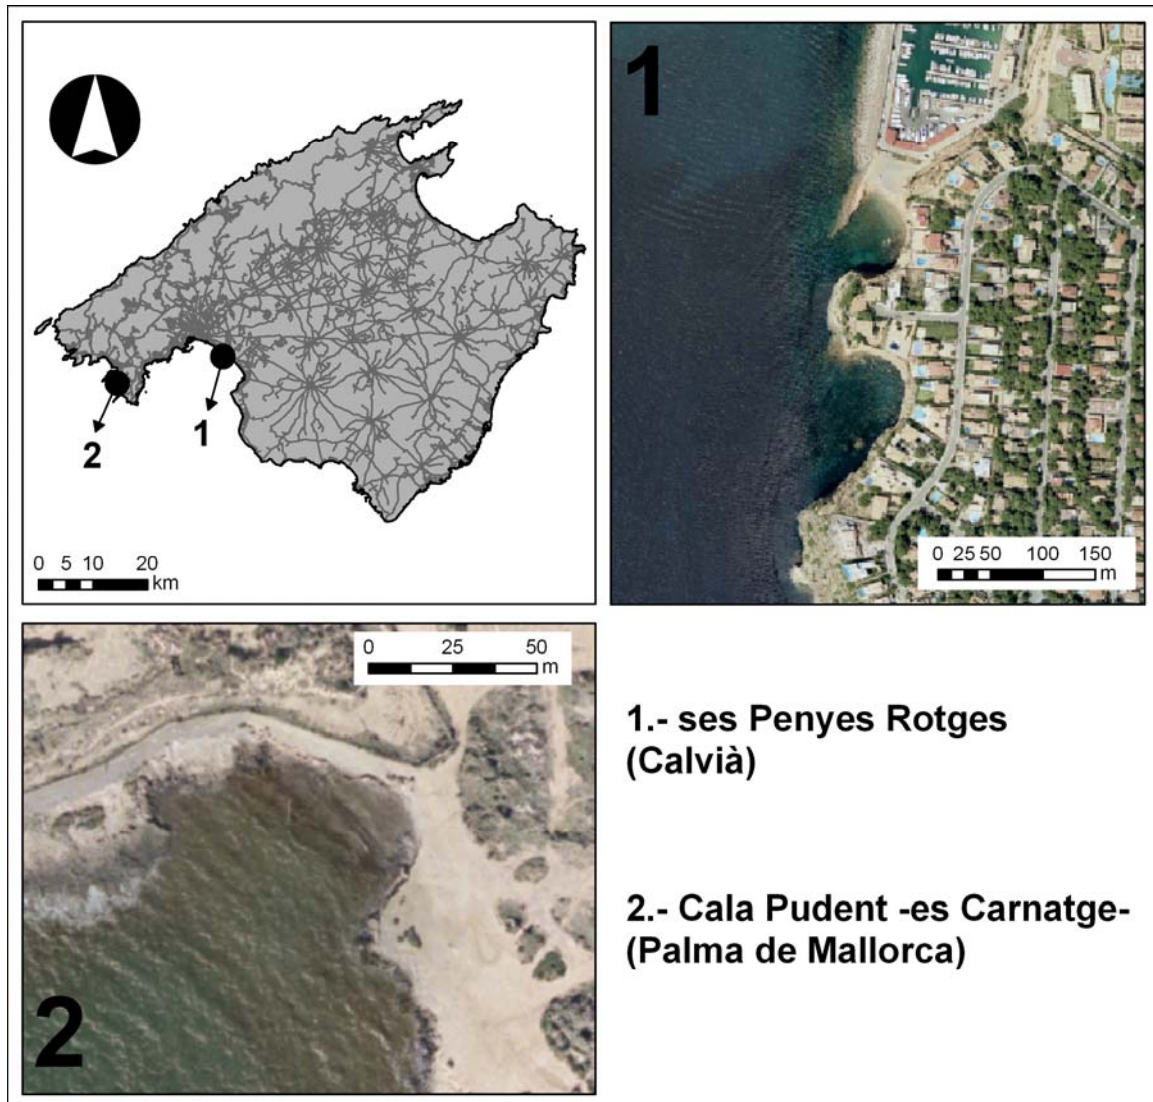 1
2
0 5 10 20
km
1
0 25 50 100 150
m
0 25 50
m
2
1.- ses Penyes Rotges
(Calvià)
2.- Cala Pudent -es Carnatge-
(Palma de Mallorca)